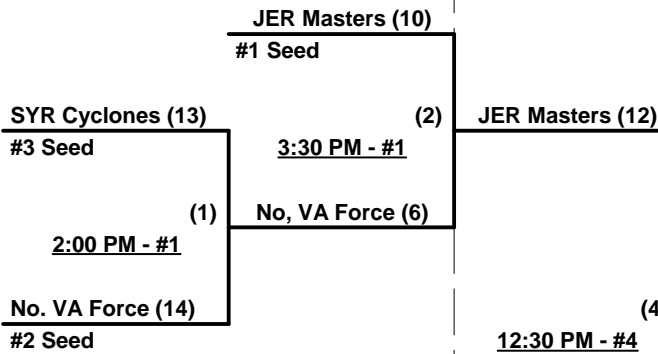 JER Masters (10)
#1 Seed
SYR Cyclones (13)
(2)
JER Masters (12)
#3 Seed
3:30 PM - #1
(1)
No, VA Force (6)
2:00 PM - #1
No. VA Force (14)
(4
#2 Seed
12:30 PM - #4